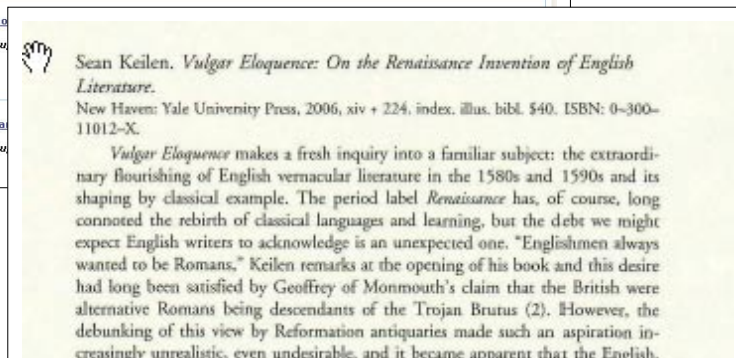 Sean Keilen. Vulgar Eloquence: On the Renaissance Invention of English
Literature.
New Haven: Yale University Press, 2006, xiv + 224. index. illus. bibl. $40. ISBN: 0–300–
11012–X.
Vulgar Eloquence makes a fresh inquiry into a familiar subject: the extraordi-
nary flourishing of English vernacular literature in the 1580s and 1590s and its
shaping by classical example. The period label Renaissance has, of course, long
connoted the rebirth of classical languages and learning, but the debt we might
expect English writers to acknowledge is an unexpected one. "Englishmen always
wanted to be Romans," Keilen remarks at the opening of his book and this desire
had long been satisfied by Geoffrey of Monmouth's claim that the British were
alternative Romans being descendants of the Trojan Brutus (2). However, the
debunking of this view by Reformation antiquaries made such an aspiration in-
creasingly unrealistic, even undesirable, and it became apparent that the English,